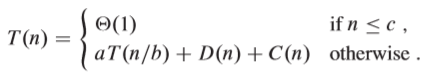 T(n) = { Θ(1) if n ≤ c ,
aT(n/b) + D(n) + C(n) otherwise .